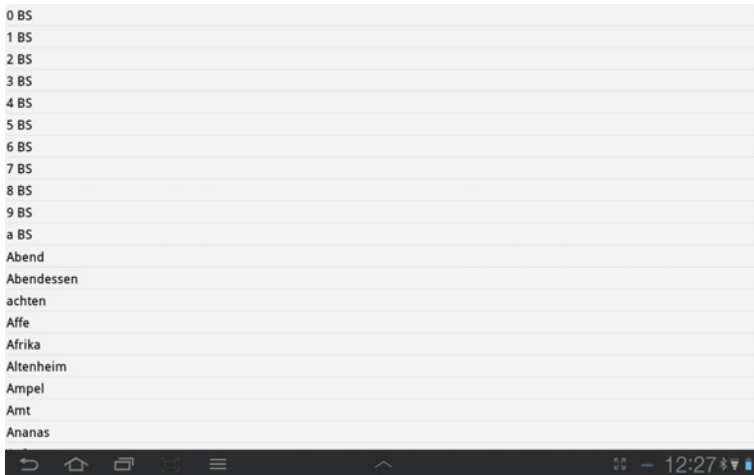 0 BS
1 BS
2 BS
3 BS
4 BS
5 BS
6 BS
7 BS
8 BS
9 BS
a BS
Abend
Abendessen
achten
Affe
Afrika
Altenheim
Ampel
Amt
Ananas
12:27